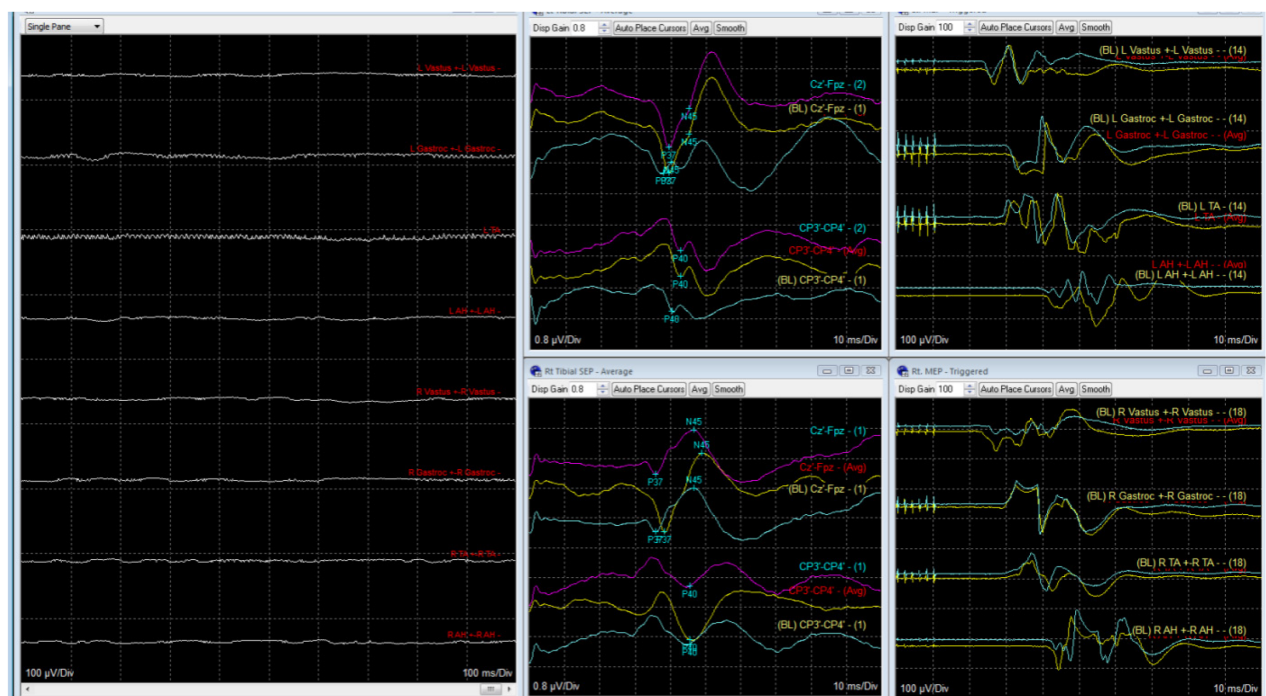 Single Pane
L Vastus +-L Vastus -
L Gastroc +-L Gastroc -
L TA
L AH +-L AH -
R Vastus +-R Vastus -
R Gastroc +-R Gastroc -
R TA +-R TA -
R AH +-R AH -
100 µV/Div
100 ms/Div
Disp Gain 0.8
Auto Place Cursors
Avg
Smooth
Cz'-Fpz - (2)
N45
(BL) Cz'-Fpz - (1)
P37
N45
N45
CP3'-CP4' - (2)
P40
CP3'-CP4' - (Avg)
P40
(BL) CP3'-CP4' - (1)
P40
0.8 µV/Div
10 ms/Div
Rt Tibial SEP - Average
Disp Gain 0.8
Auto Place Cursors
Avg
Smooth
N45
Cz'-Fpz - (1)
N45
P37
Cz'-Fpz - (Avg)
N45
(BL) Cz'-Fpz - (1)
P37
CP3'-CP4' - (1)
P40
CP3'-CP4' - (Avg)
(BL) CP3'-CP4' - (1)
P40
0.8 µV/Div
10 ms/Div
Disp Gain 100
Auto Place Cursors
Avg
Smooth
(BL) L Vastus +-L Vastus - - (14)
L Vastus +-L Vastus - - (Avg)
(BL) L Gastroc +-L Gastroc - - (14)
L Gastroc +-L Gastroc - - (Avg)
(BL) L TA - (14)
L TA - (Avg)
L AH +-L AH - - (Avg)
(BL) L AH +-L AH - - (14)
100 µV/Div
10 ms/Div
Rt. MEP - Triggered
Disp Gain 100
Auto Place Cursors
Avg
Smooth
(BL) R Vastus +-R Vastus - - (18)
R Vastus +-R Vastus - - (Avg)
(BL) R Gastroc +-R Gastroc - - (18)
(BL) R TA +-R TA - - (18)
(BL) R AH +-R AH - - (18)
100 µV/Div
10 ms/Div